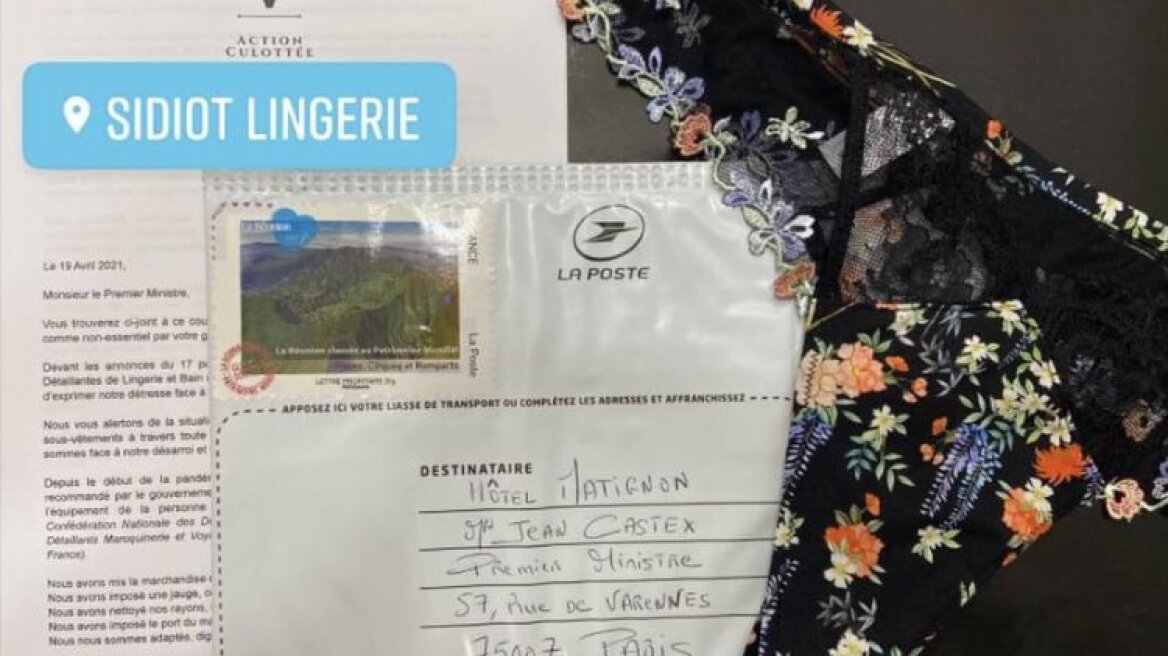 ACTION
CULOTTÉE
SIDIOT LINGERIE
Le 19 Avril 2021,
Monsieur le Premier Ministre,
Vous trouverez ci-joint à ce cou
comme non-essentiel par votre g
Devant les annonces du 17
Détaillantes de Lingerie et Bain
d'exprimer notre détresse face à
Nous vous alertons de la situati
sous-vêtements à travers toute
sommes face à notre désarroi et
Depuis le début de la pandém
recommandé par le gouverneme
l'équipement de la personne
Confédération Nationale des Dé
Détaillants Maroquinerie et Voy
France).
Nous avons mis la marchandise
Nous avons imposé une jauge,
Nous avons nettoyé nos rayons,
Nous avons imposé le port du ma
Nous nous sommes adaptés, dig
FRANCE
La Poste
La Réunion classée au Patrimoine Mondial
Pitons, Cirques et Remparts
LETTRE PRIORITAIRE 20g
LA POSTE
APPOSEZ ICI VOTRE LIASSE DE TRANSPORT OU COMPLÉTEZ LES ADRESSES ET AFFRANCHISSEZ
DESTINATAIRE
HÔTEL MATIGNON
Mr JEAN CASTEX
Premier Ministre
57, Rue DE VARENNES
75007 PARIS